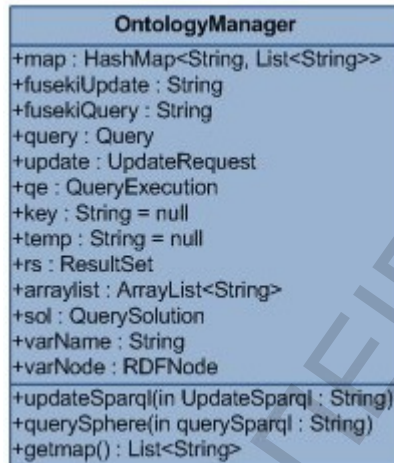 OntologyManager
+map : HashMap<String, List<String>>
+fusekiUpdate : String
+fusekiQuery : String
+query : Query
+update : UpdateRequest
+qe : QueryExecution
+key : String = null
+temp : String = null
+rs : ResultSet
+arraylist : ArrayList<String>
+sol : QuerySolution
+varName : String
+varNode : RDFNode
+updateSparql(in UpdateSparql : String)
+querySphere(in querySparql : String)
+getmap() : List<String>